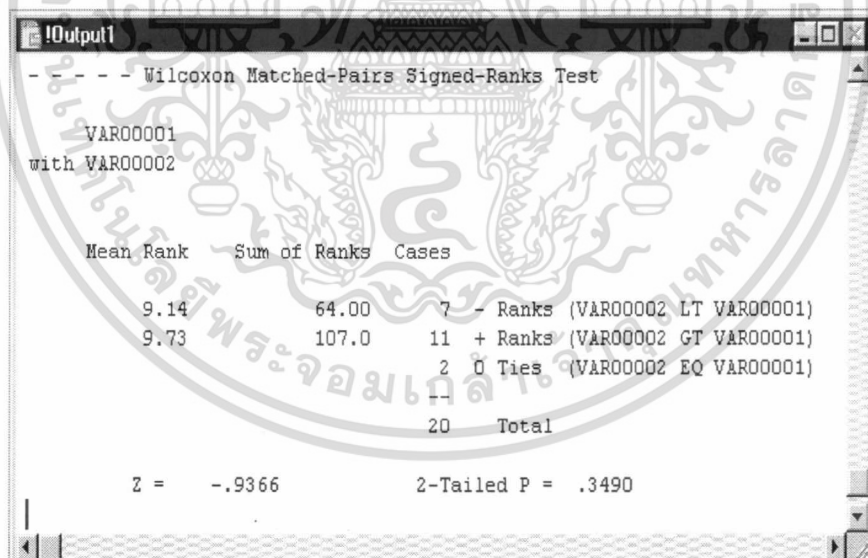 !Output1
- - - - - Wilcoxon Matched-Pairs Signed-Ranks Test
VAR00001
with VAR00002
Mean Rank Sum of Ranks Cases
9.14 64.00 7 - Ranks (VAR00002 LT VAR00001)
9.73 107.0 11 + Ranks (VAR00002 GT VAR00001)
2 0 Ties (VAR00002 EQ VAR00001)
--
20 Total
Z = -.9366 2-Tailed P = .3490